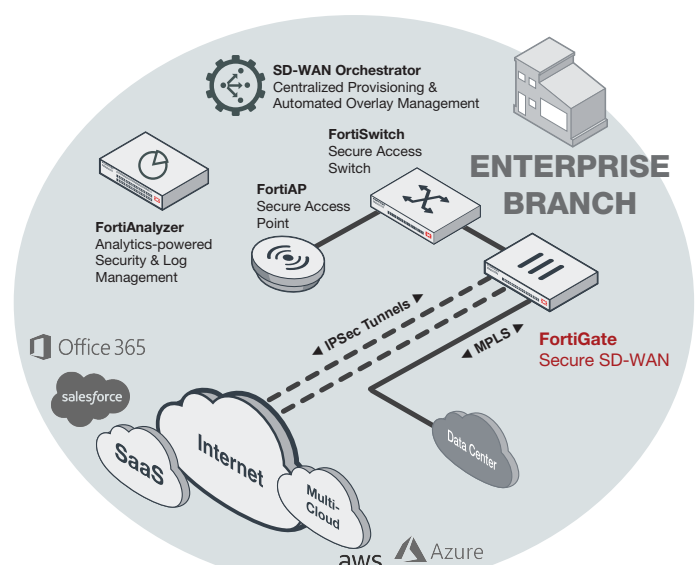 SD-WAN Orchestrator
Centralized Provisioning &
Automated Overlay Management
FortiSwitch
Secure Access
Switch
ENTERPRISE
BRANCH
FortiAP
Secure Access
Point
FortiAnalyzer
Analytics-powered
Security & Log
Management
IPSec Tunnels
MPLS
FortiGate
Secure SD-WAN
Office 365
salesforce
SaaS
Internet
Multi-
Cloud
Data Center
aws
Azure